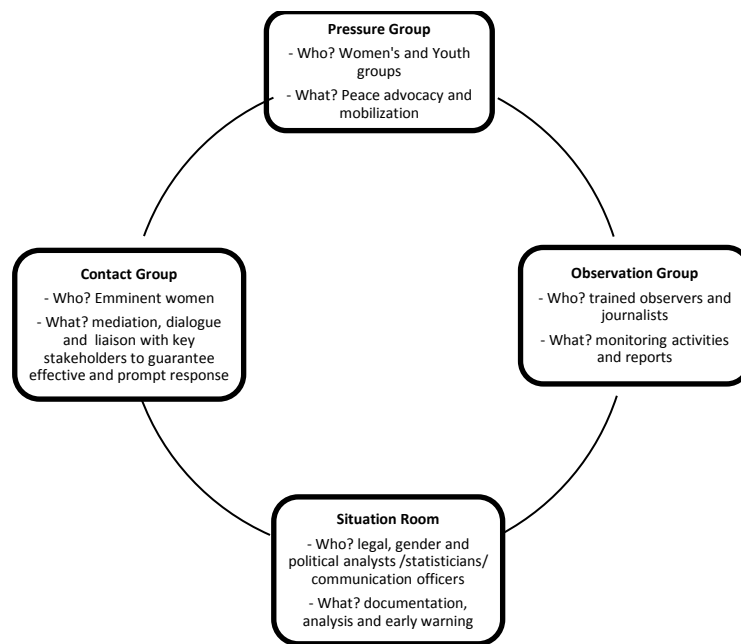 Pressure Group
- Who? Women's and Youth
groups
- What? Peace advocacy and
mobilization
Contact Group
- Who? Emminent women
- What? mediation, dialogue
and liaison with key
stakeholders to guarantee
effective and prompt response
Observation Group
- Who? trained observers and
journalists
- What? monitoring activities
and reports
Situation Room
- Who? legal, gender and
political analysts /statisticians/
communication officers
- What? documentation,
analysis and early warning